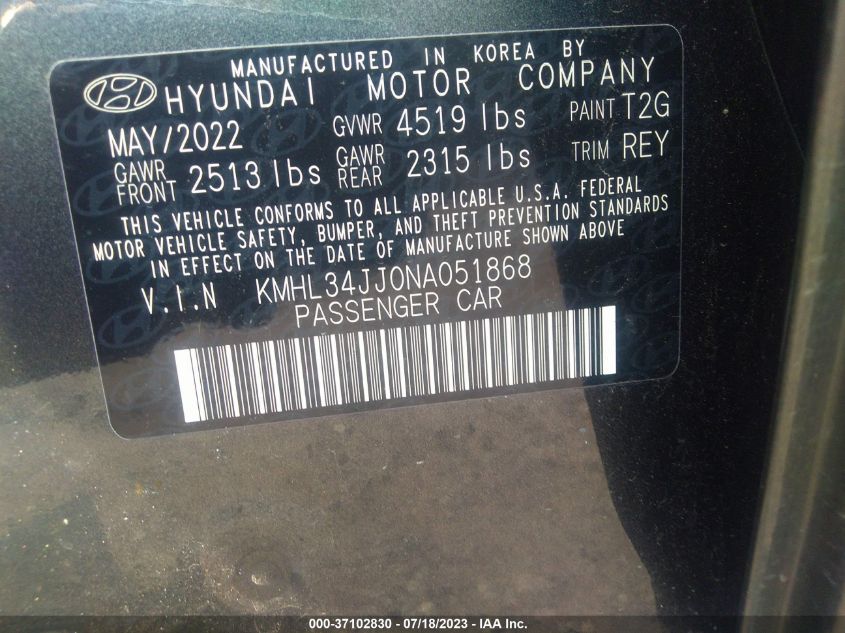 MANUFACTURED IN KOREA BY
HYUNDAI MOTOR COMPANY
MAY/2022 GVWR 4519 lbs PAINT T2G
GAWR FRONT 2513 lbs GAWR REAR 2315 lbs TRIM REY
THIS VEHICLE CONFORMS TO ALL APPLICABLE U.S.A. FEDERAL
MOTOR VEHICLE SAFETY, BUMPER, AND THEFT PREVENTION STANDARDS
IN EFFECT ON THE DATE OF MANUFACTURE SHOWN ABOVE
V.I.N KMHL34JJ0NA051868
PASSENGER CAR
000-37102830 - 07/18/2023 - IAA Inc.